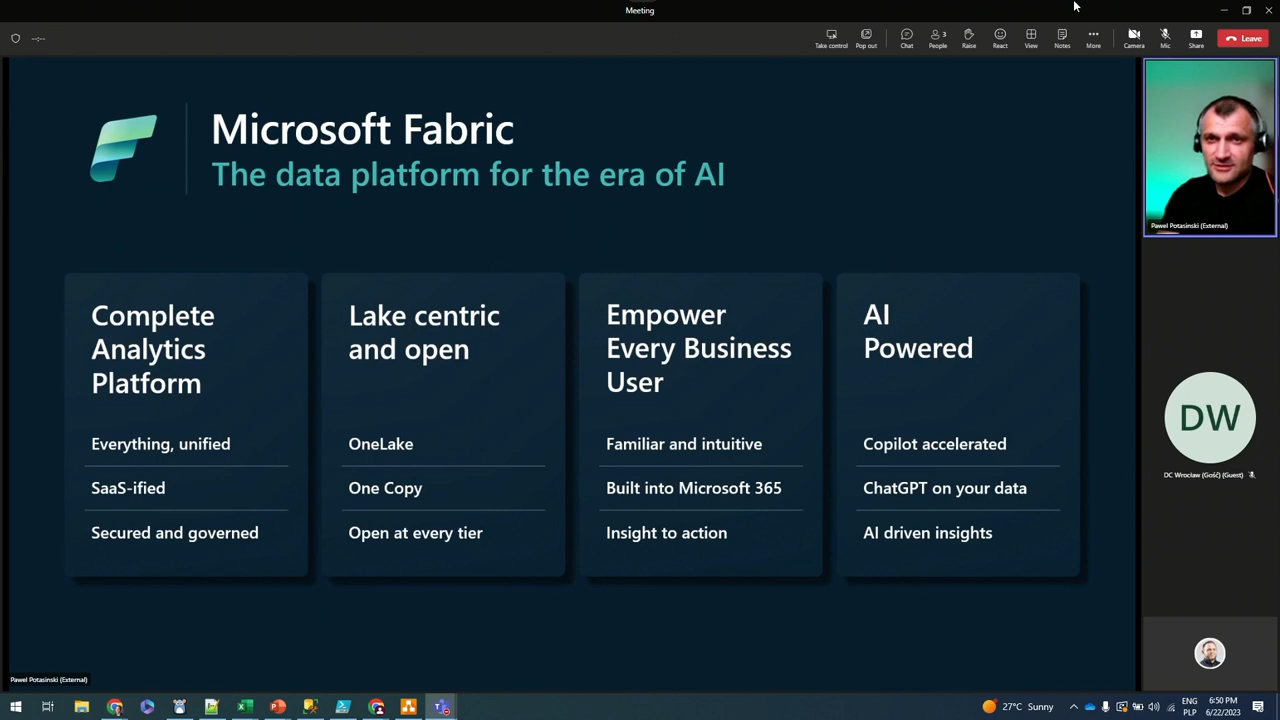 Meeting
--:--
Take control
Pop out
Chat
3
People
Raise
React
View
Notes
More
Camera
Mic
Share
Leave
Microsoft Fabric
The data platform for the era of AI
Complete
Analytics
Platform
Everything, unified
SaaS-ified
Secured and governed
Lake centric
and open
OneLake
One Copy
Open at every tier
Empower
Every Business
User
Familiar and intuitive
Built into Microsoft 365
Insight to action
AI
Powered
Copilot accelerated
ChatGPT on your data
AI driven insights
Pawel Potasinski (External)
DW
DC Wrocław (Gość) (Guest)
Pawel Potasinski (External)
27°C Sunny
ENG
PLP
6:50 PM
6/22/2023